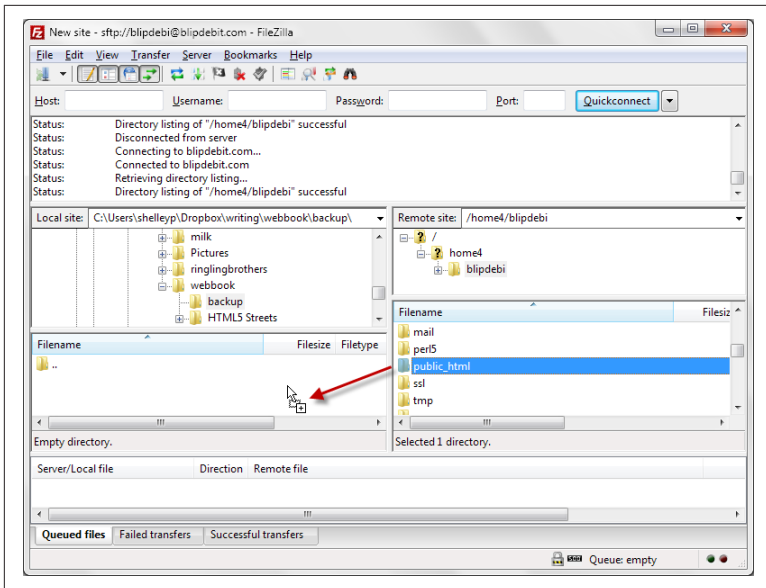 New site - sftp://blipdebi@blipdebit.com - FileZilla
File Edit View Transfer Server Bookmarks Help
Host: Username: Password: Port: Quickconnect
Status: Directory listing of "/home4/blipdebi" successful
Status: Disconnected from server
Status: Connecting to blipdebit.com...
Status: Connected to blipdebit.com
Status: Retrieving directory listing...
Status: Directory listing of "/home4/blipdebi" successful
Local site: C:\Users\shelleyp\Dropbox\writing\webbook\backup\
milk
Pictures
ringlingbrothers
webbook
backup
HTML5 Streets
Filename Filesize Filetype
..
Empty directory.
Remote site: /home4/blipdebi
/
home4
blipdebi
Filename Filesiz
mail
perl5
public_html
ssl
tmp
Selected 1 directory.
Server/Local file Direction Remote file
Queued files Failed transfers Successful transfers
Queue: empty